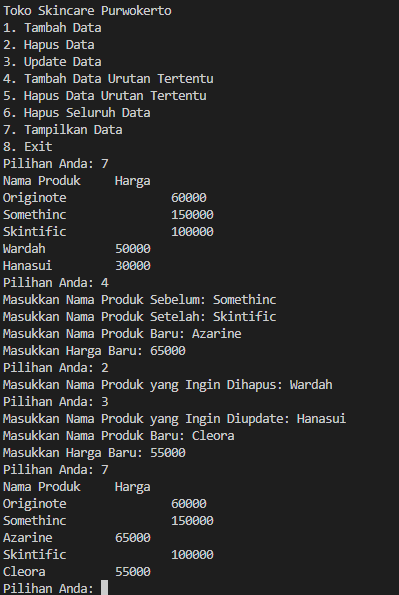 Toko Skincare Purwokerto
1. Tambah Data
2. Hapus Data
3. Update Data
4. Tambah Data Urutan Tertentu
5. Hapus Data Urutan Tertentu
6. Hapus Seluruh Data
7. Tampilkan Data
8. Exit
Pilihan Anda: 7
Nama Produk     Harga
Originote               60000
Somethinc               150000
Skintific               100000
Wardah          50000
Hanasui         30000
Pilihan Anda: 4
Masukkan Nama Produk Sebelum: Somethinc
Masukkan Nama Produk Setelah: Skintific
Masukkan Nama Produk Baru: Azarine
Masukkan Harga Baru: 65000
Pilihan Anda: 2
Masukkan Nama Produk yang Ingin Dihapus: Wardah
Pilihan Anda: 3
Masukkan Nama Produk yang Ingin Diupdate: Hanasui
Masukkan Nama Produk Baru: Cleora
Masukkan Harga Baru: 55000
Pilihan Anda: 7
Nama Produk     Harga
Originote               60000
Somethinc               150000
Azarine         65000
Skintific               100000
Cleora          55000
Pilihan Anda: